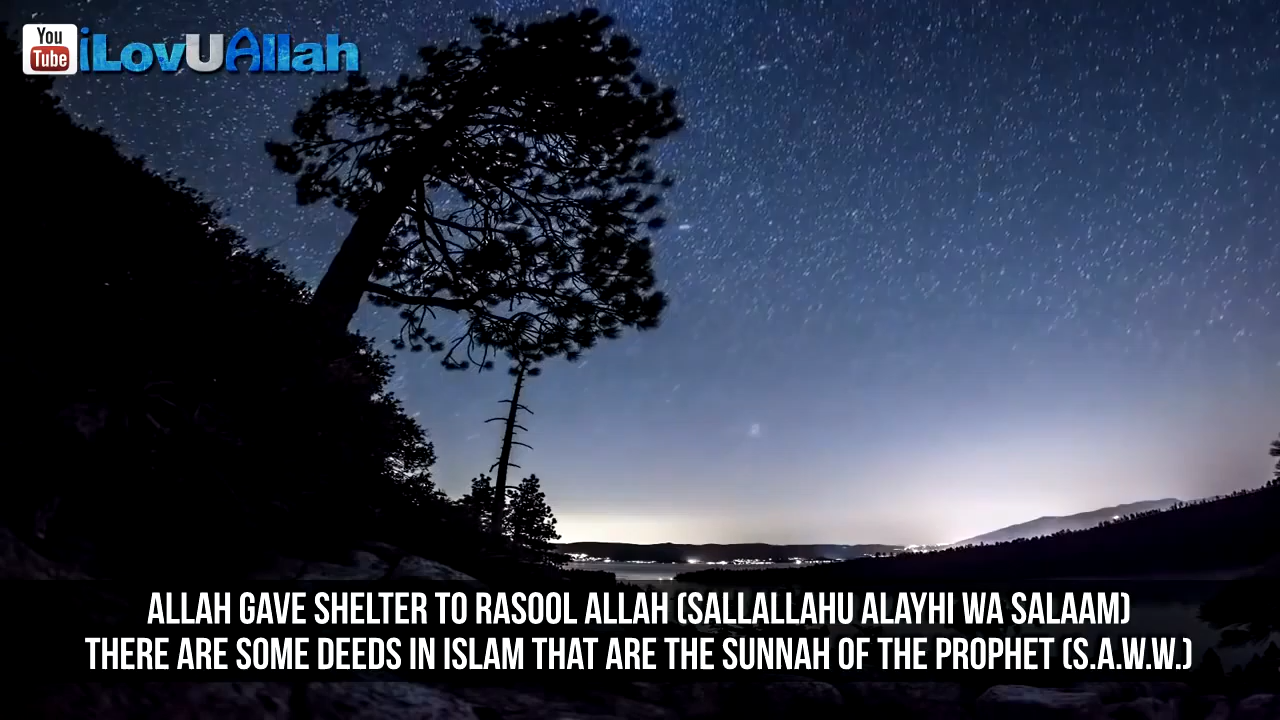 You
Tube
iLovUAllah
ALLAH GAVE SHELTER TO RASOOL ALLAH (SALLALLAHU ALAYHI WA SALAAM)
THERE ARE SOME DEEDS IN ISLAM THAT ARE THE SUNNAH OF THE PROPHET (S.A.W.W.)